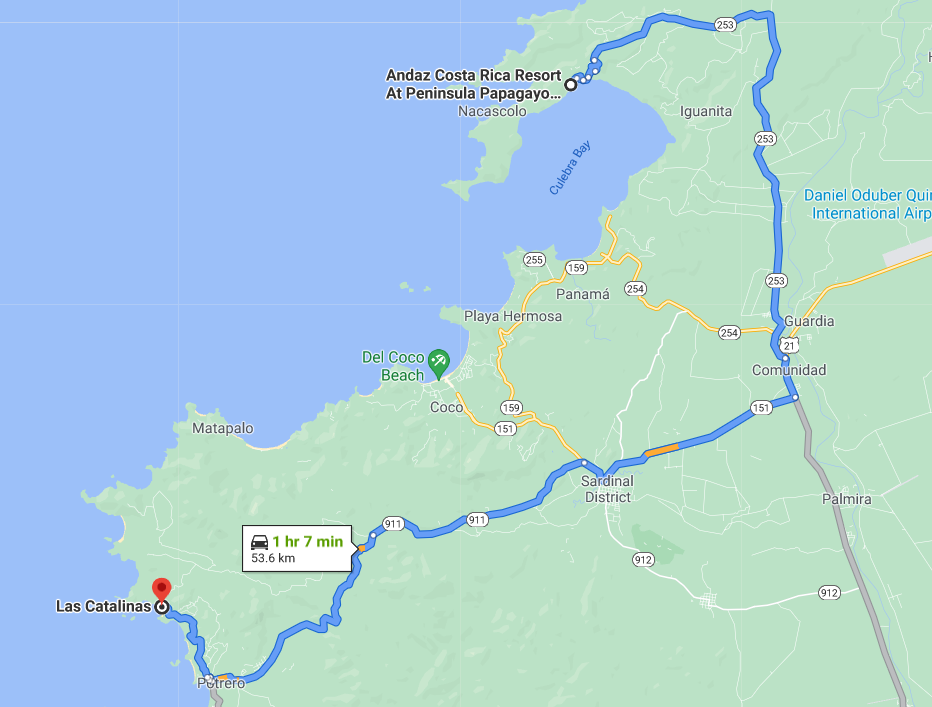 253
Andaz Costa Rica Resort
At Peninsula Papagayo...
Nacascolo
Iguanita
253
Culebra Bay
Daniel Oduber Quir
International Airp
255
159
253
254
Panamá
Playa Hermosa
Guardia
254
21
Del Coco
Beach
Comunidad
Coco
159
151
151
Matapalo
Sardinal
District
Palmira
911
911
1 hr 7 min
53.6 km
912
912
Las Catalinas
Potrero